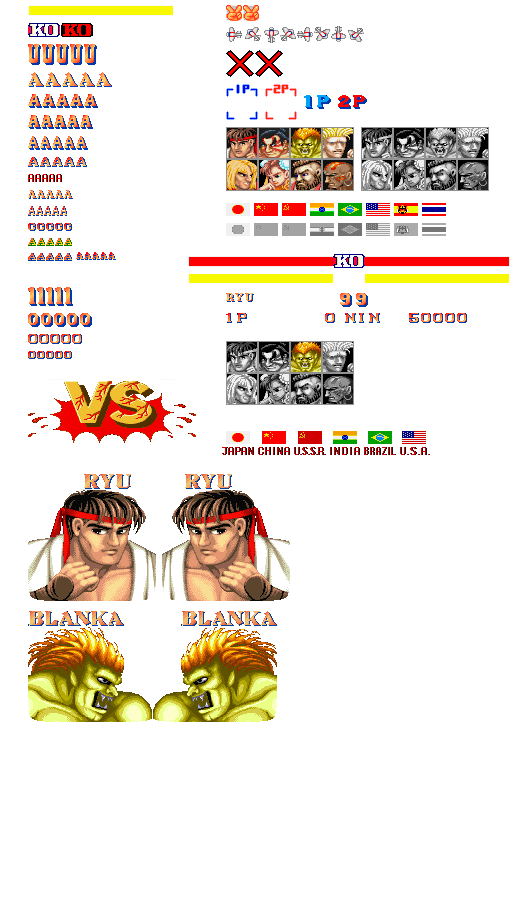 KO KO
UUUUU
AAAAA
AAAAA
AAAAA
AAAAA
AAAAA
AAAAA
AAAAA
AAAAA
00000
AAAAA
AAAAA AAAAA
11111
00000
00000
00000
VS
1P 2P 1P 2P
KO
RYU 99
1P 0 NIN 50000
JAPAN CHINA U.S.S.R. INDIA BRAZIL U.S.A.
RYU RYU
BLANKA BLANKA